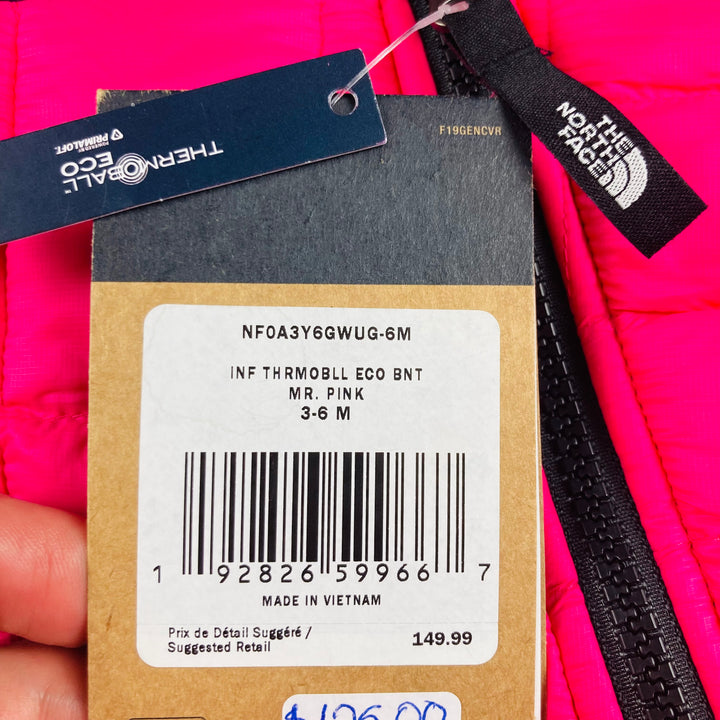 THERMOBALL™
ECO
POWERED BY
PRIMALOFT®
F19GENCVR
THE
NORTH
FACE
NF0A3Y6GWUG-6M
INF THRMOBLL ECO BNT
MR. PINK
3-6 M
1 92826 59966 7
MADE IN VIETNAM
Prix de Détail Suggéré /
Suggested Retail 149.99